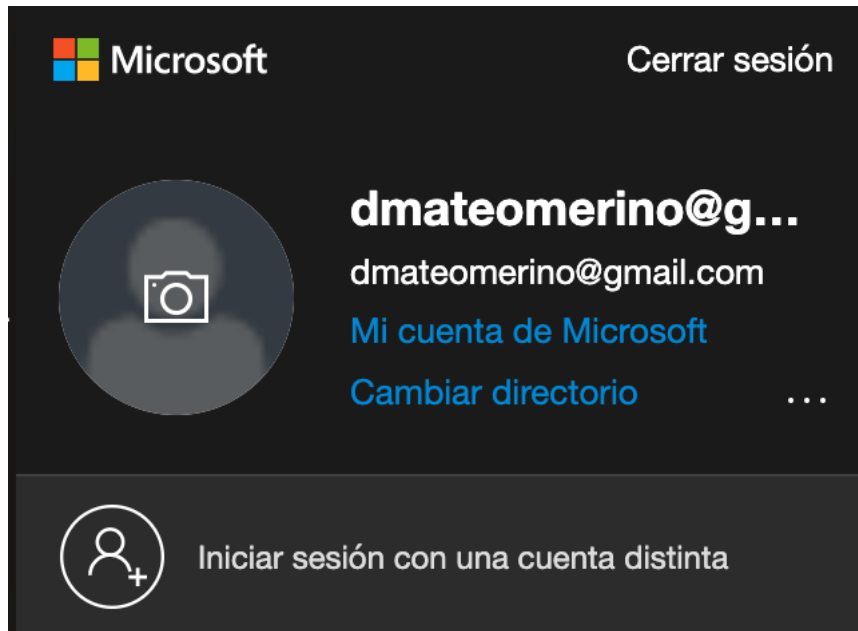 Microsoft
Cerrar sesión
dmateomerino@g...
dmateomerino@gmail.com
Mi cuenta de Microsoft
Cambiar directorio
...
Iniciar sesión con una cuenta distinta